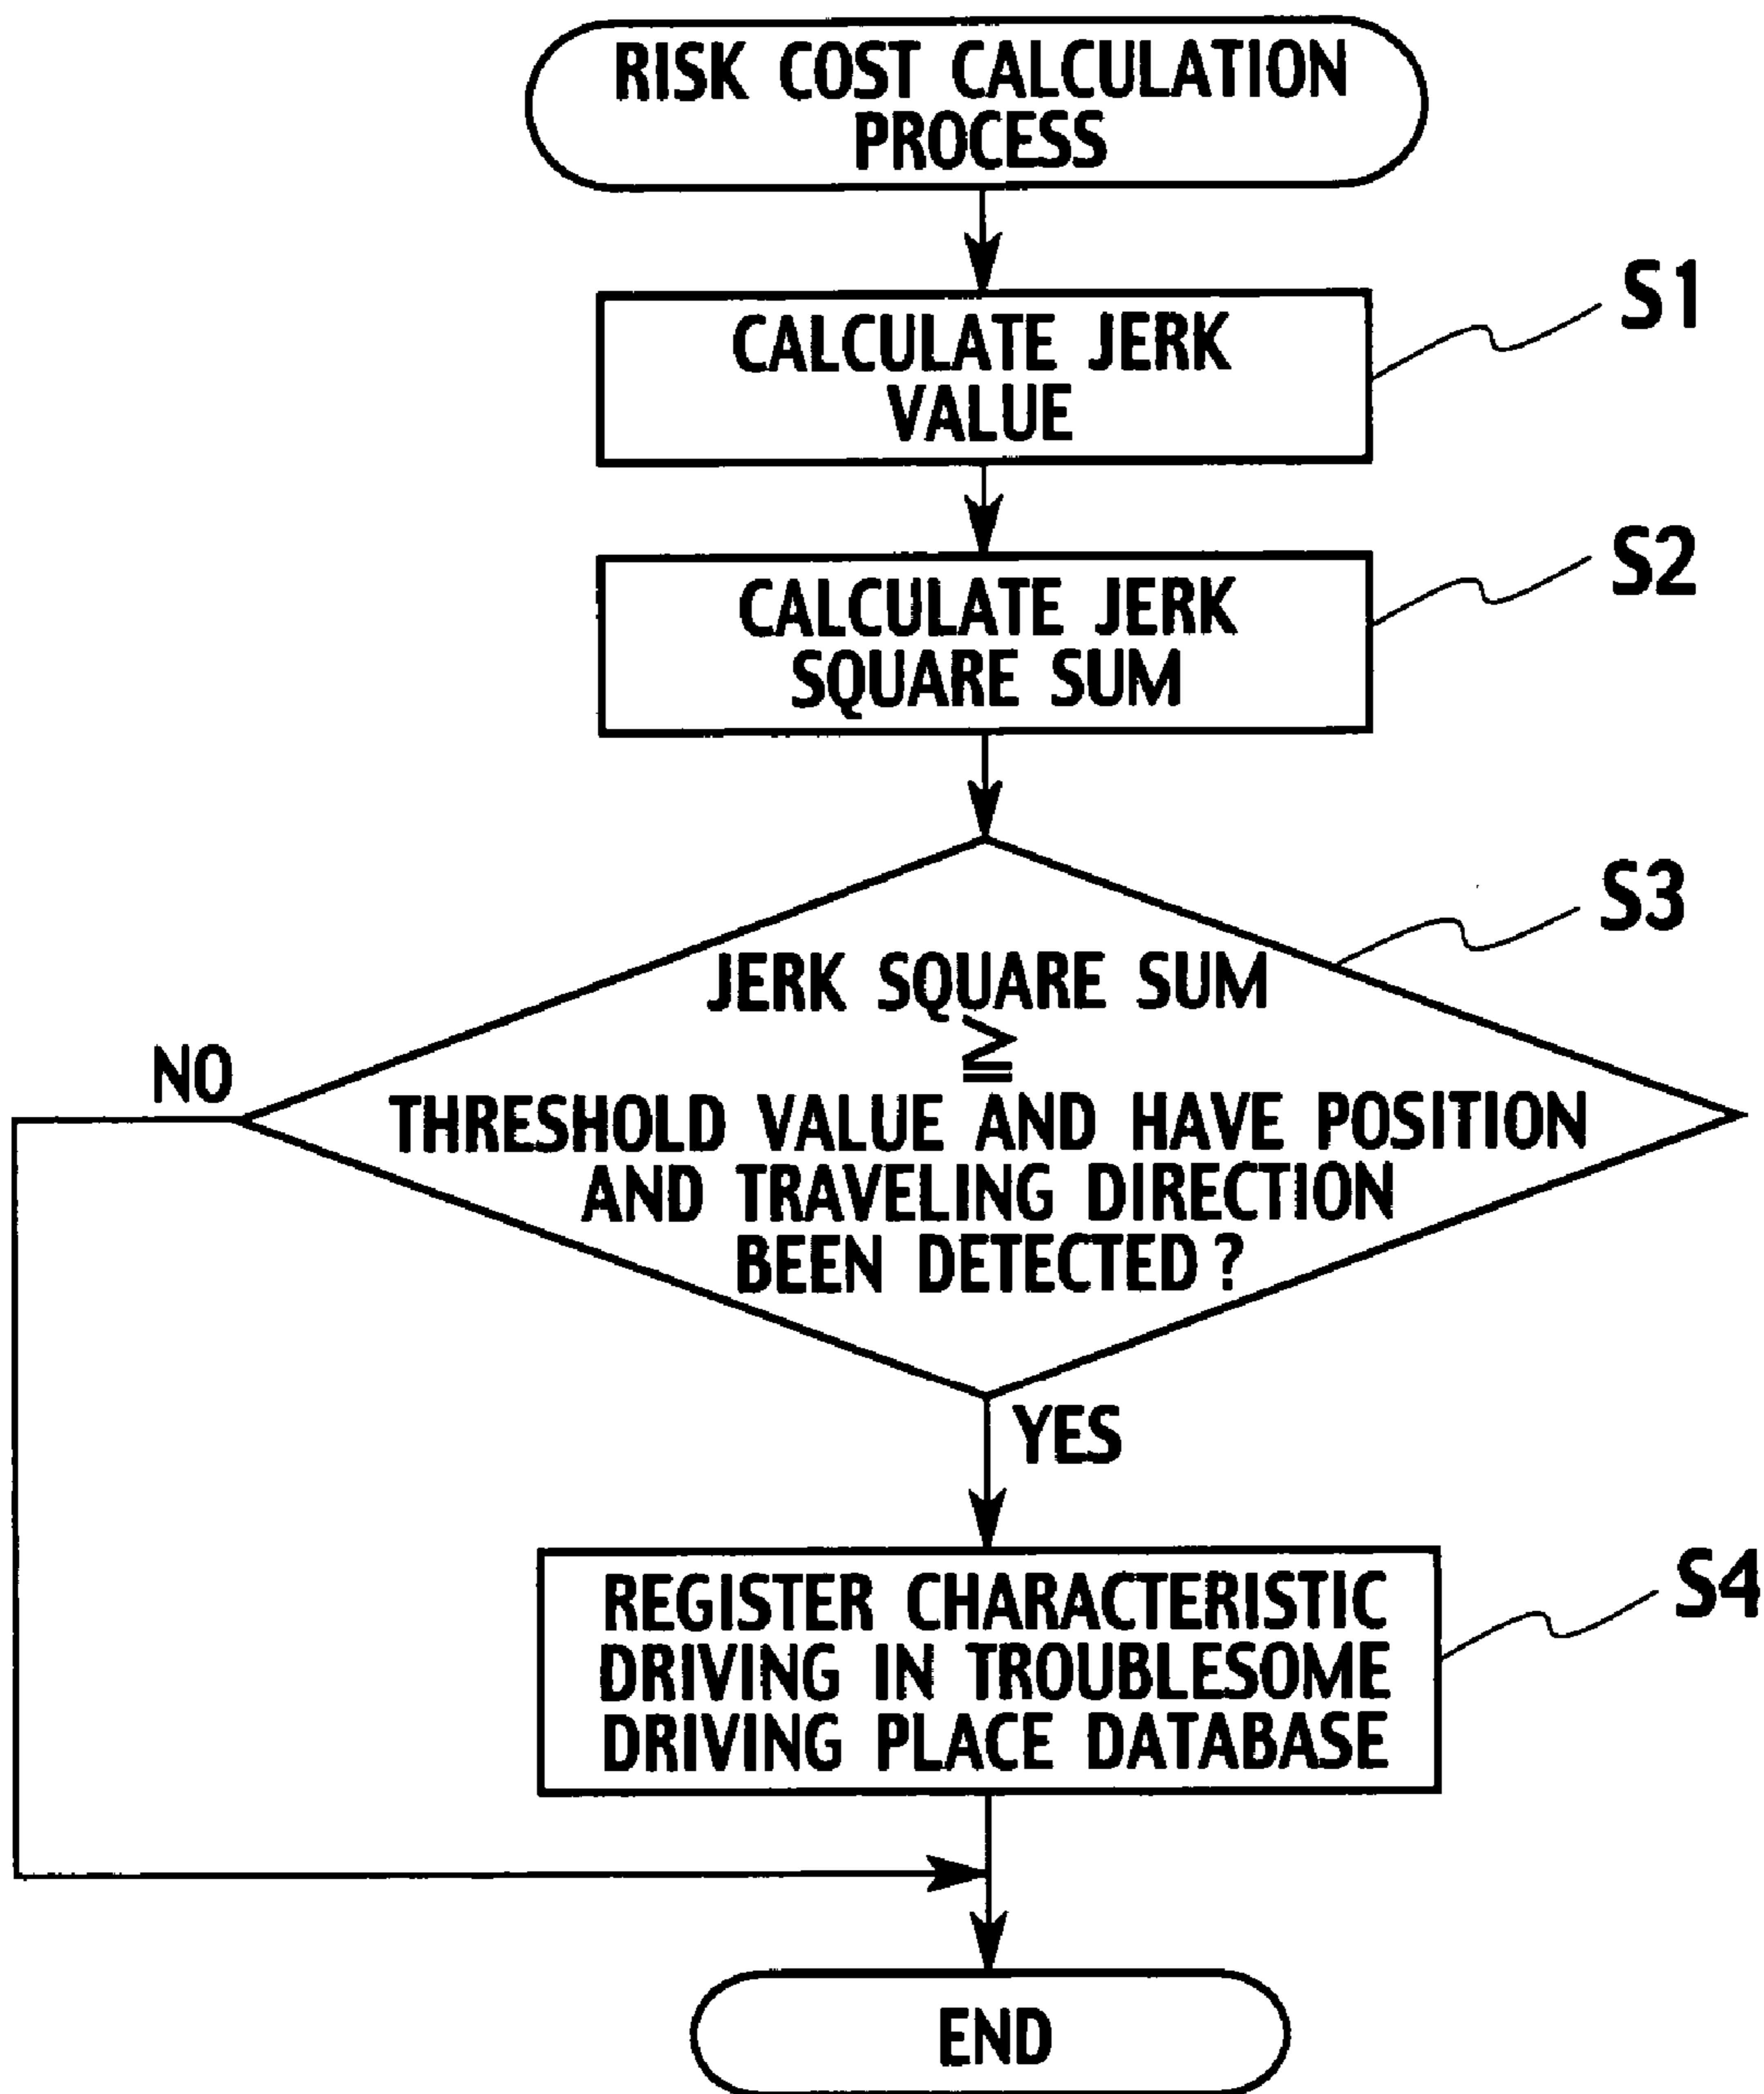 RISK COST CALCULATION
PROCESS
CALCULATE JERK
VALUE
S1
CALCULATE JERK
SQUARE SUM
S2
JERK SQUARE SUM
≧
THRESHOLD VALUE AND HAVE POSITION
AND TRAVELING DIRECTION
BEEN DETECTED ?
S3
NO
YES
REGISTER CHARACTERISTIC
DRIVING IN TROUBLESOME
DRIVING PLACE DATABASE
S4
END